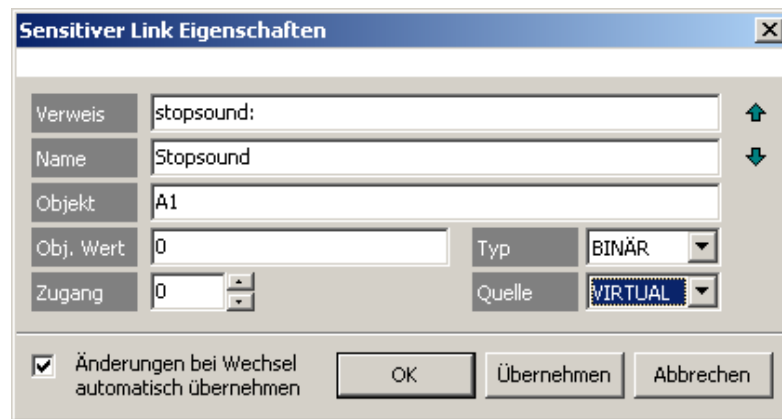 Sensitiver Link Eigenschaften
Verweis stopsound:
Name Stopsound
Objekt A1
Obj. Wert 0 Typ BINÄR
Zugang 0 Quelle VIRTUAL
Änderungen bei Wechsel
automatisch übernehmen
OK Übernehmen Abbrechen